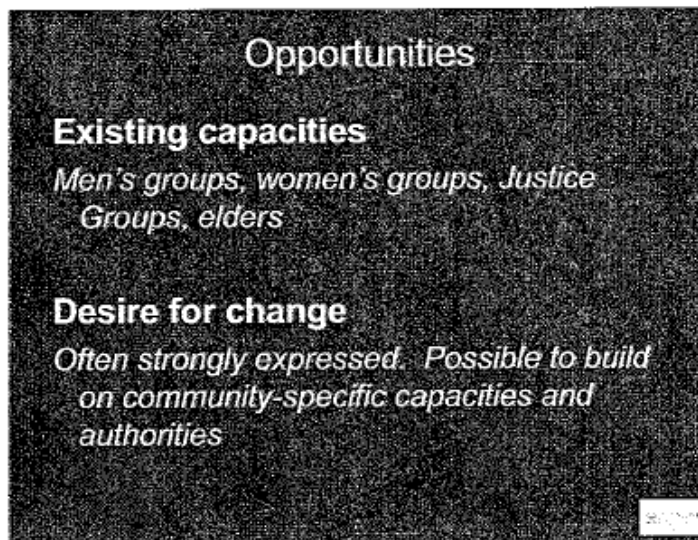 Opportunities
Existing capacities
Men's groups, women's groups, Justice
Groups, elders
Desire for change
Often strongly expressed. Possible to build
on community-specific capacities and
authorities